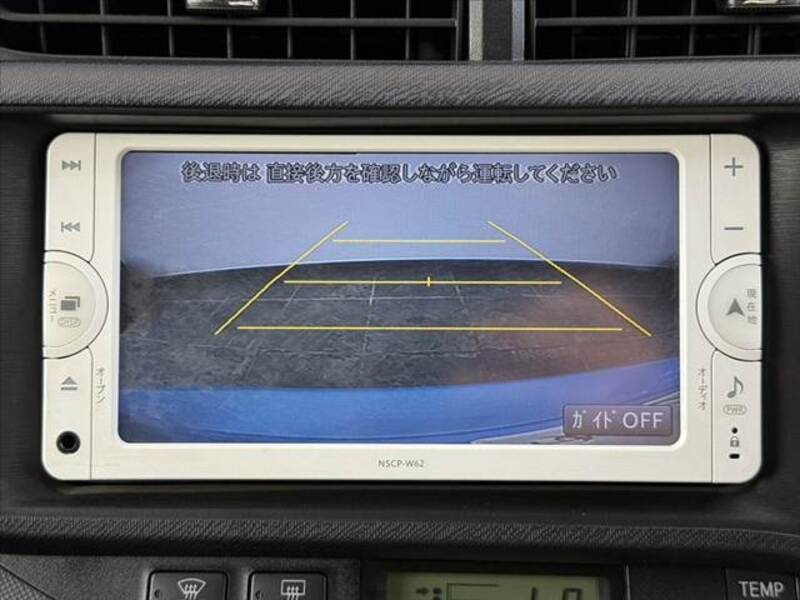 後退時は 直接後方を確認しながら運転してください
メニュー
現在地
オープン
オーディオ
PWR
ｶﾞｲﾄﾞ OFF
NSCP-W62
TEMP